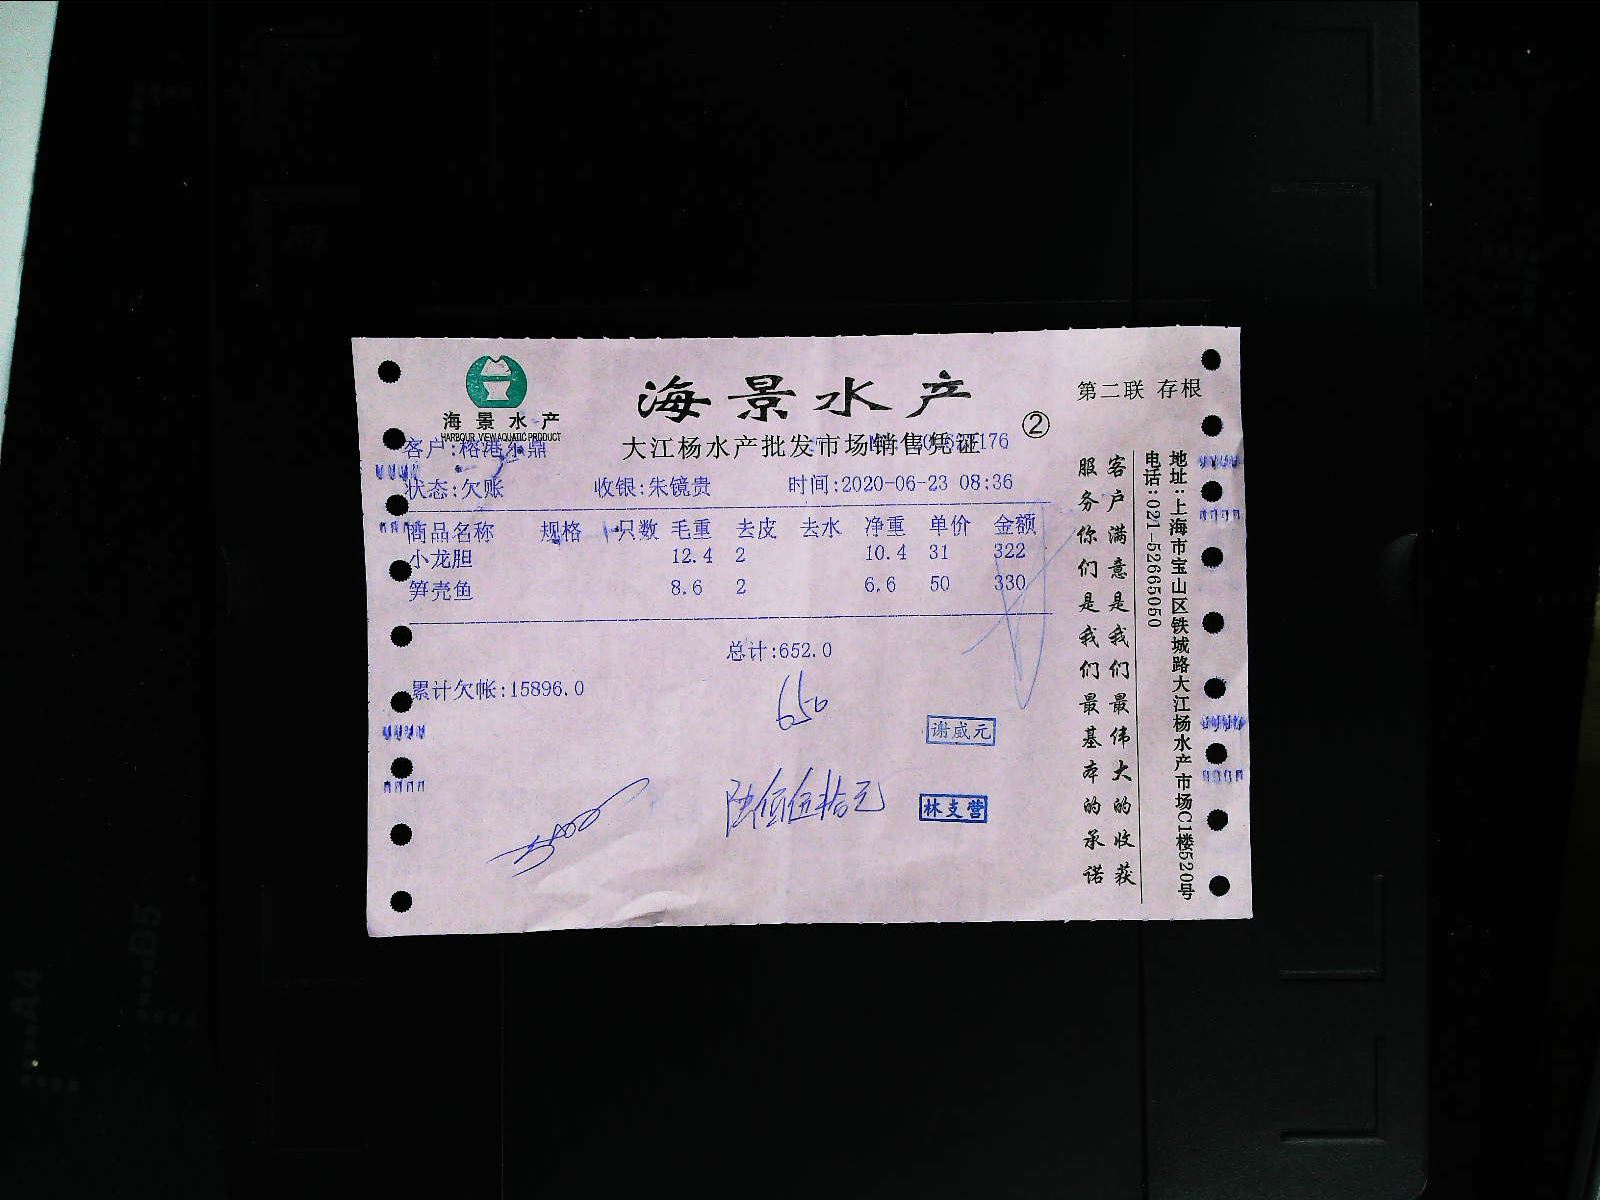 海景水产
第二联 存根
海景水产
HARBOUR VIEW AQUATIC PRODUCT
②
大江杨水产批发市场销售凭证
客户:榕港东鼎
状态:欠账 收银:朱镜贵 时间:2020-06-23 08:36
商品名称 规格 只数 毛重 去皮 去水 净重 单价 金额
小龙胆 12.4 2 10.4 31 322
笋壳鱼 8.6 2 6.6 50 330
总计:652.0
累计欠帐:15896.0
650
谢威元
陆佰伍拾元
林支营
客户满意是我们最伟大的收获
服务你们是我们最基本的承诺
地址:上海市宝山区铁城路大江杨水产市场C1楼520号
电话:021-52665050